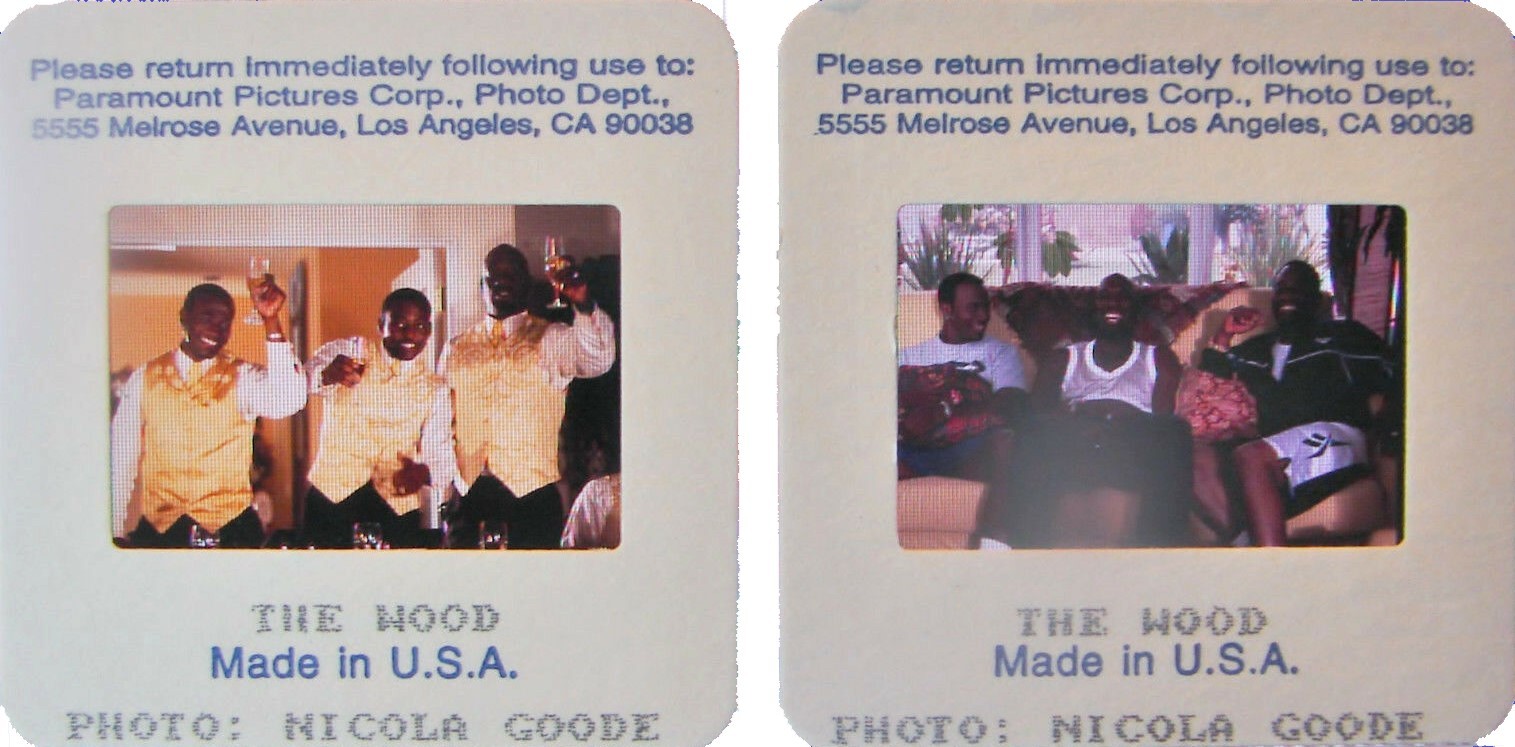 Please return immediately following use to:
Paramount Pictures Corp., Photo Dept.,
5555 Melrose Avenue, Los Angeles, CA 90038
THE WOOD
Made in U.S.A.
PHOTO: NICOLA GOODE
Please return immediately following use to:
Paramount Pictures Corp., Photo Dept.,
5555 Melrose Avenue, Los Angeles, CA 90038
THE WOOD
Made in U.S.A.
PHOTO: NICOLA GOODE